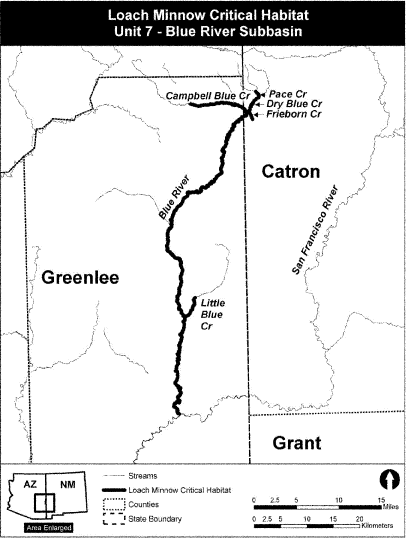 Loach Minnow Critical Habitat
Unit 7 - Blue River Subbasin
Campbell Blue Cr
Pace Cr
Dry Blue Cr
Frieborn Cr
Catron
Blue River
San Francisco River
Greenlee
Little
Blue
Cr
Grant
AZ NM
Area Enlarged
Streams
Loach Minnow Critical Habitat
Counties
State Boundary
0 2.5 5 10 15
Miles
0 2.5 5 10 15 20
Kilometers